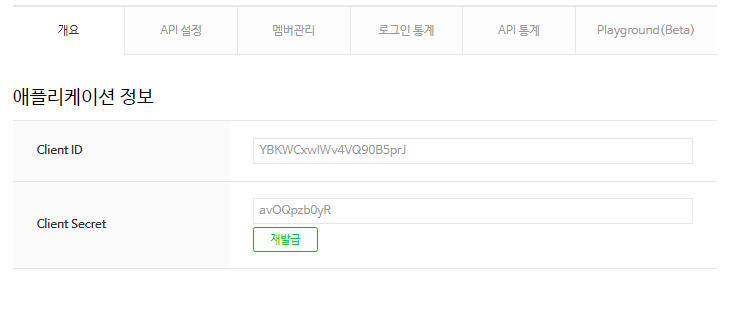 개요 API 설정 멤버관리 로그인 통계 API 통계 Playground(Beta)
애플리케이션 정보
Client ID YBKWCxwIWv4VQ90B5prJ
Client Secret avOQpzb0yR
재발급